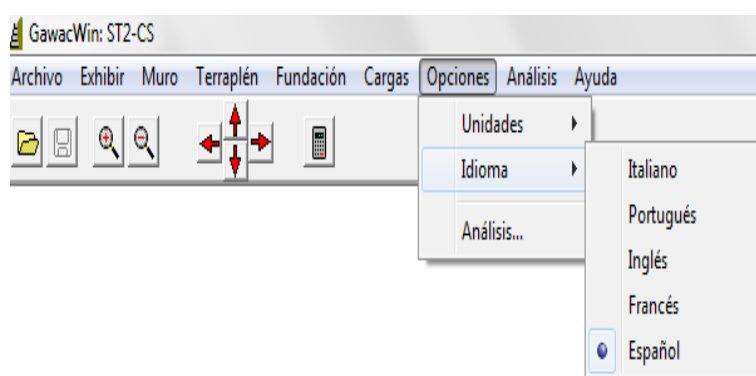 GawacWin: ST2-CS
Archivo Exhibir Muro Terraplén Fundación Cargas Opciones Análisis Ayuda
Unidades
Idioma
Análisis...
Italiano
Portugués
Inglés
Francés
Español